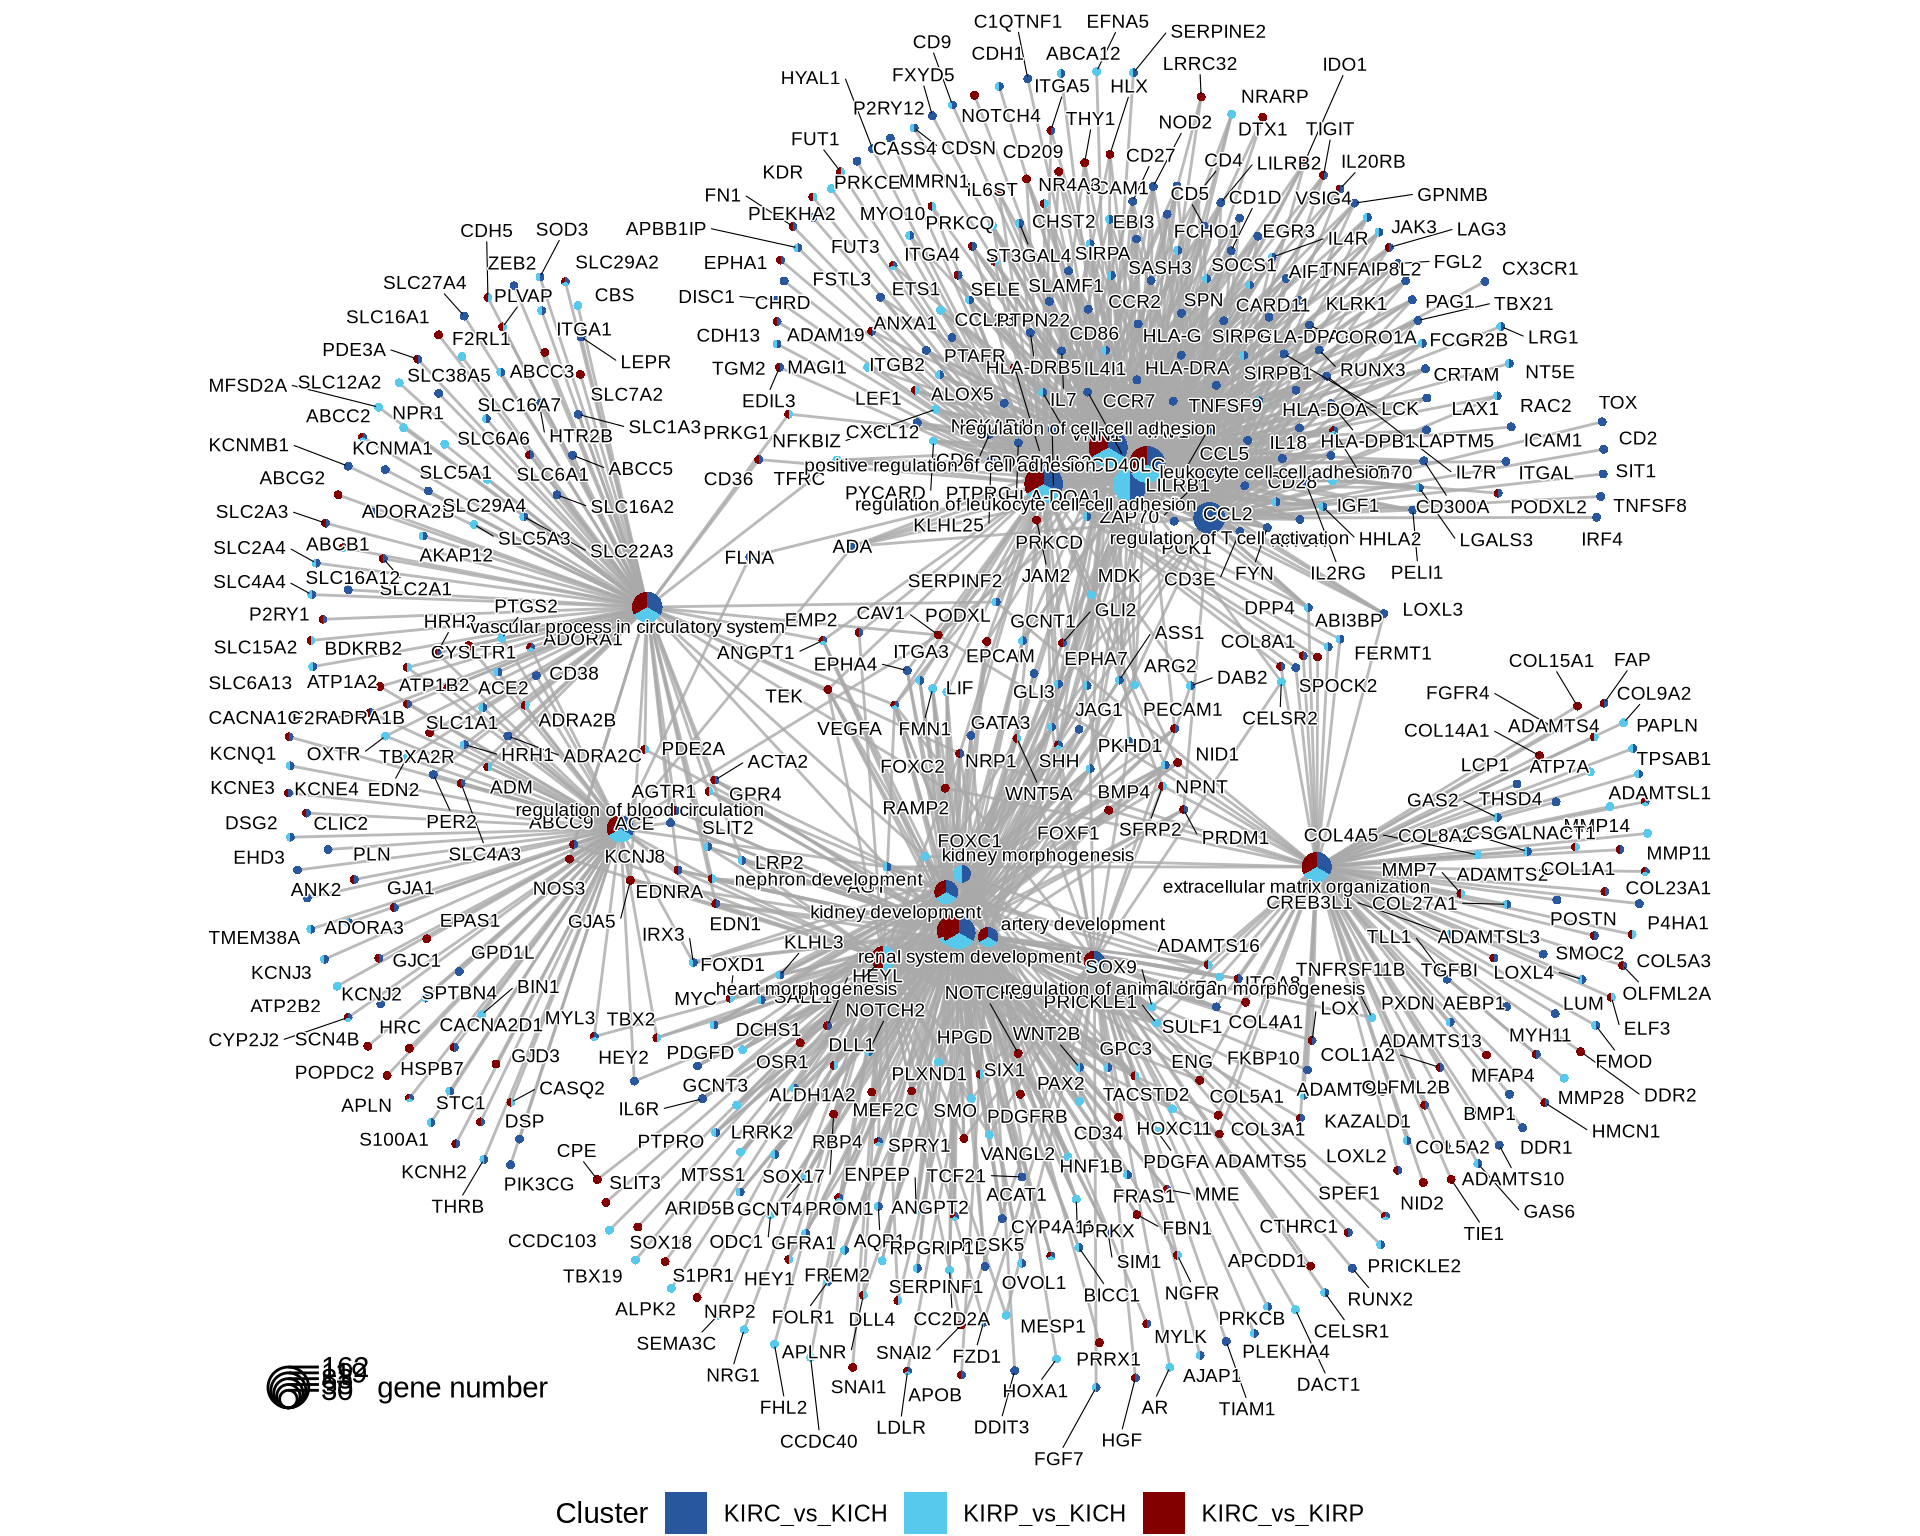 C1QTNF1 EFNA5
SERPINE2
CD9 CDH1 ABCA12
LRRC32 IDO1
HYAL1 FXYD5 ITGA5 HLX
NRARP
P2RY12 NOTCH4 THY1 NOD2 DTX1 TIGIT
FUT1 CASS4 CDSN CD209 CD27 CD4 LILRB2 IL20RB
KDR PRKCE MMRN1 IL6ST NR4A3 CD5 CD1D VSIG4 GPNMB
FN1 PLEKHA2 MYO10 PRKCQ CHST2 EBI3 FCHO1 EGR3 JAK3 LAG3
CDH5 SOD3 APBB1IP FUT3 ITGA4 ST3GAL4 SIRPA IL4R
ZEB2 SLC29A2 EPHA1 SASH3 SOCS1 TNFAIP8L2 FGL2 CX3CR1
SLC27A4 PLVAP CBS FSTL3 ETS1 SELE SLAMF1 CCR2 SPN CARD11 KLRK1 PAG1 TBX21
DISC1 CHRD
SLC16A1 F2RL1 ITGA1 CDH13 ADAM19 ANXA1 PTPN22 CD86 HLA-G CORO1A FCGR2B LRG1
PDE3A LEPR TGM2 MAGI1 ITGB2 PTAFR HLA-DRB5 IL4I1 HLA-DRA SIRPB1 RUNX3 CRTAM NT5E
MFSD2A SLC12A2 SLC38A5 ABCC3 SLC7A2
ABCC2 NPR1 SLC16A7 EDIL3 LEF1 ALOX5 IL7 CCR7 TNFSF9 HLA-DOA LCK LAX1 RAC2 TOX
KCNMB1 KCNMA1 SLC6A6 HTR2B SLC1A3 PRKG1 NFKBIZ CXCL12 regulation of cell-cell adhesion IL18 HLA-DPB1 LAPTM5 ICAM1 CD2
ABCG2 SLC5A1 SLC6A1 ABCC5 CD36 TFRC positive regulation of cell adhesion CD40LG leukocyte cell-cell adhesion CCL5 IL7R ITGAL SIT1
SLC2A3 ADORA2B SLC29A4 SLC16A2 PYCARD PTPRC HLA-DQA1 LILRB1 CD28
regulation of leukocyte cell-cell adhesion IGF1 CD300A PODXL2 TNFSF8
SLC2A4 ABCB1 AKAP12 SLC5A3 SLC22A3 FLNA ADA KLHL25 PRKCD ZAP70 CCL2
regulation of T cell activation HHLA2 LGALS3 IRF4
SLC4A4 SLC16A12 SLC2A1 SERPINF2 JAM2 MDK PCK1 CD3E FYN IL2RG PELI1
P2RY1 PTGS2 EMP2 CAV1 PODXL GCNT1 GLI2 DPP4 ABI3BP LOXL3
vascular process in circulatory system
SLC15A2 BDKRB2 CYSLTR1 ADORA1 ANGPT1 EPHA4 ITGA3 EPCAM EPHA7 ASS1 COL8A1 FERMT1
SLC6A13 ATP1A2 ATP1B2 ACE2 CD38 TEK LIF GLI3 ARG2 DAB2 SPOCK2 COL15A1 FAP
ADRA1B SLC1A1 ADRA2B VEGFA FMN1 GATA3 JAG1 PECAM1 CELSR2 FGFR4 COL9A2
KCNQ1 OXTR TBXA2R HRH1 ADRA2C PDE2A ACTA2 FOXC2 NRP1 SHH PKHD1 NID1 COL14A1 ADAMTS4 PAPLN
KCNE3 KCNE4 EDN2 ADM AGTR1 GPR4 RAMP2 WNT5A BMP4 NPNT LCP1 ATP7A TPSAB1
regulation of blood circulation GAS2 THSD4 ADAMTSL1
DSG2 CLIC2 PER2 ABCC9 ACE SLIT2 FOXC1 FOXF1 SFRP2 PRDM1 COL4A5 COL8A2 CSGALNACT1 MMP14
EHD3 PLN SLC4A3 KCNJ8 LRP2 kidney morphogenesis MMP11
ANK2 GJA1 NOS3 EDNRA nephron development extracellular matrix organization MMP7 ADAMTS2 COL1A1 COL23A1
GJA5 EDN1 kidney development CREB3L1 COL27A1 POSTN P4HA1
TMEM38A ADORA3 EPAS1 IRX3 KLHL3 artery development ADAMTS16 TLL1 ADAMTSL3 SMOC2
KCNJ3 GJC1 GPD1L FOXD1 renal system development SOX9 TNFRSF11B TGFBI LOXL4 COL5A3
HEYL ITGA8
ATP2B2 KCNJ2 SPTBN4 BIN1 MYC SALL1 heart morphogenesis regulation of animal organ morphogenesis LOX PXDN AEBP1 LUM OLFML2A
CYP2J2 SCN4B HRC CACNA2D1 MYL3 TBX2 NOTCH2 PRICKLE1 SULF1 COL4A1 MYH11 ELF3
POPDC2 HSPB7 GJD3 HEY2 PDGFD DCHS1 DLL1 HPGD WNT2B GPC3 ENG FKBP10 COL1A2 ADAMTS13 FMOD
APLN STC1 CASQ2 IL6R GCNT3 OSR1 ALDH1A2 PLXND1 SIX1 PAX2 TACSTD2 COL5A1 OLFML2B MFAP4 MMP28 DDR2
S100A1 DSP PTPRO LRRK2 MEF2C SMO PDGFRB HOXC11 COL3A1 KAZALD1 BMP1 HMCN1
KCNH2 CPE RBP4 SPRY1 VANGL2 CD34 PDGFA ADAMTS5 COL5A2 DDR1
THRB PIK3CG SLIT3 MTSS1 SOX17 ENPEP TCF21 HNF1B LOXL2 ADAMTS10
CCDC103 SOX18 ARID5B GCNT4 PROM1 ANGPT2 ACAT1 FRAS1 MME SPEF1 NID2 GAS6
TBX19 S1PR1 ODC1 GFRA1 AQP1 RPGRIP1L PCSK5 PRKX FBN1 CTHRC1 TIE1
ALPK2 NRP2 HEY1 FREM2 SERPINF1 OVOL1 SIM1 APCDD1 PRICKLE2
SEMA3C FOLR1 DLL4 CC2D2A MESP1 BICC1 NGFR PRKCB RUNX2
NRG1 APLNR SNAI2 FZD1 PRRX1 MYLK PLEKHA4 CELSR1
FHL2 SNAI1 APOB HOXA1 AR AJAP1 DACT1
CCDC40 LDLR DDIT3 HGF TIAM1
FGF7
162
gene number
Cluster KIRC_vs_KICH KIRP_vs_KICH KIRC_vs_KIRP